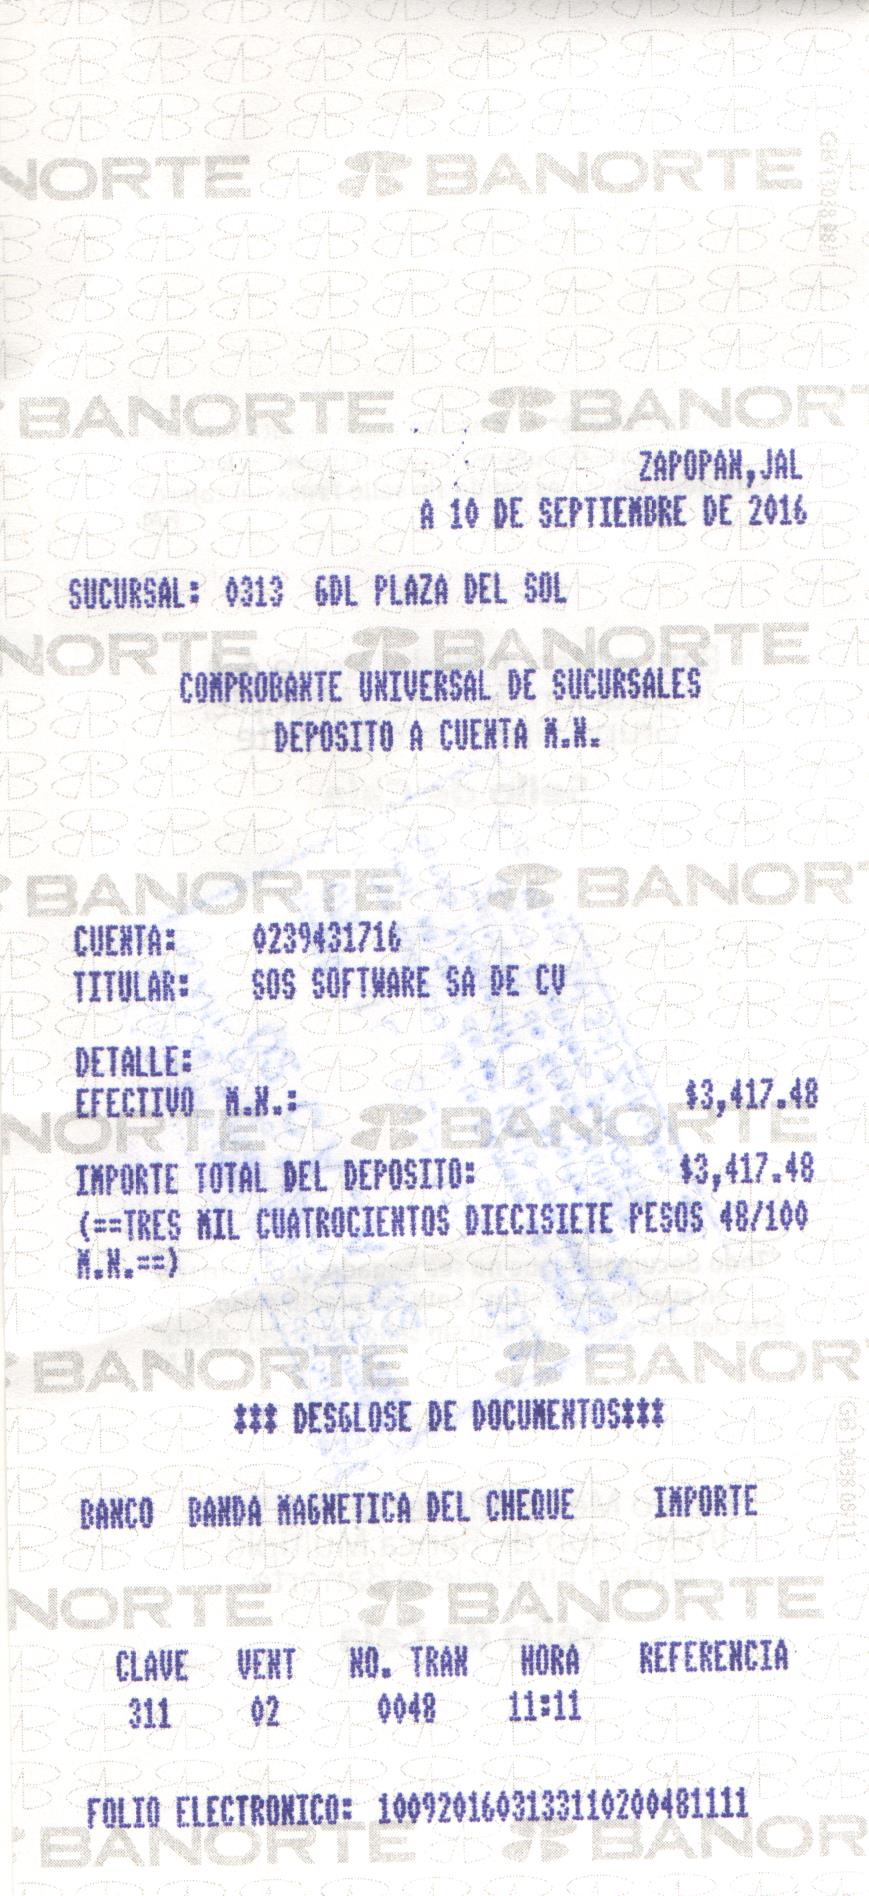 NORTE BANORTE
BANORTE BANORT
ZAPOPAN,JAL
A 10 DE SEPTIEMBRE DE 2016
SUCURSAL: 0313 GDL PLAZA DEL SOL
NORTE BANORTE
COMPROBANTE UNIVERSAL DE SUCURSALES
DEPOSITO A CUENTA M.N.
BANORTE BANORT
CUENTA: 0239431716
TITULAR: SOS SOFTWARE SA DE CV
DETALLE:
EFECTIVO M.N.: $3,417.48
NORTE BANORTE
IMPORTE TOTAL DEL DEPOSITO: $3,417.48
(==TRES MIL CUATROCIENTOS DIECISIETE PESOS 48/100
M.N.==)
BANORTE BANOR
*** DESGLOSE DE DOCUMENTOS***
BANCO BANDA MAGNETICA DEL CHEQUE IMPORTE
NORTE BANORTE
CLAVE VENT NO. TRAN HORA REFERENCIA
311 02 0048 11:11
FOLIO ELECTRONICO: 1009201603133110200481111
BANORTE BANOR